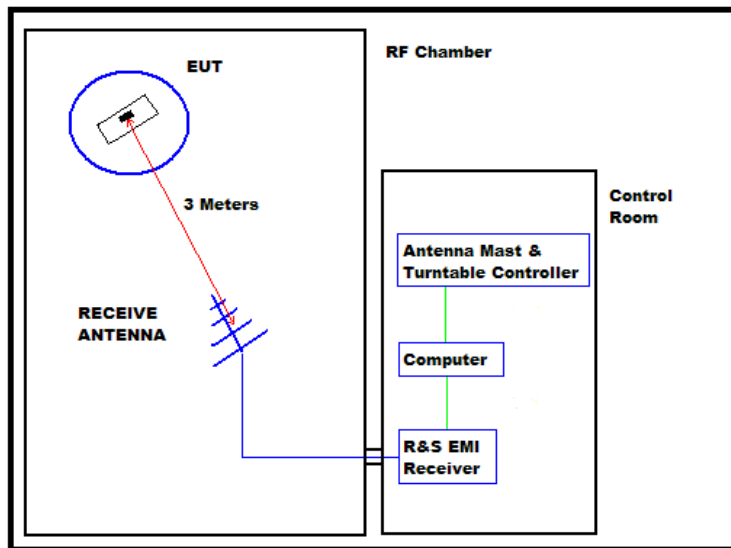 EUT
RF Chamber
3 Meters
Control
Room
Antenna Mast &
Turntable Controller
RECEIVE
ANTENNA
Computer
R&S EMI
Receiver